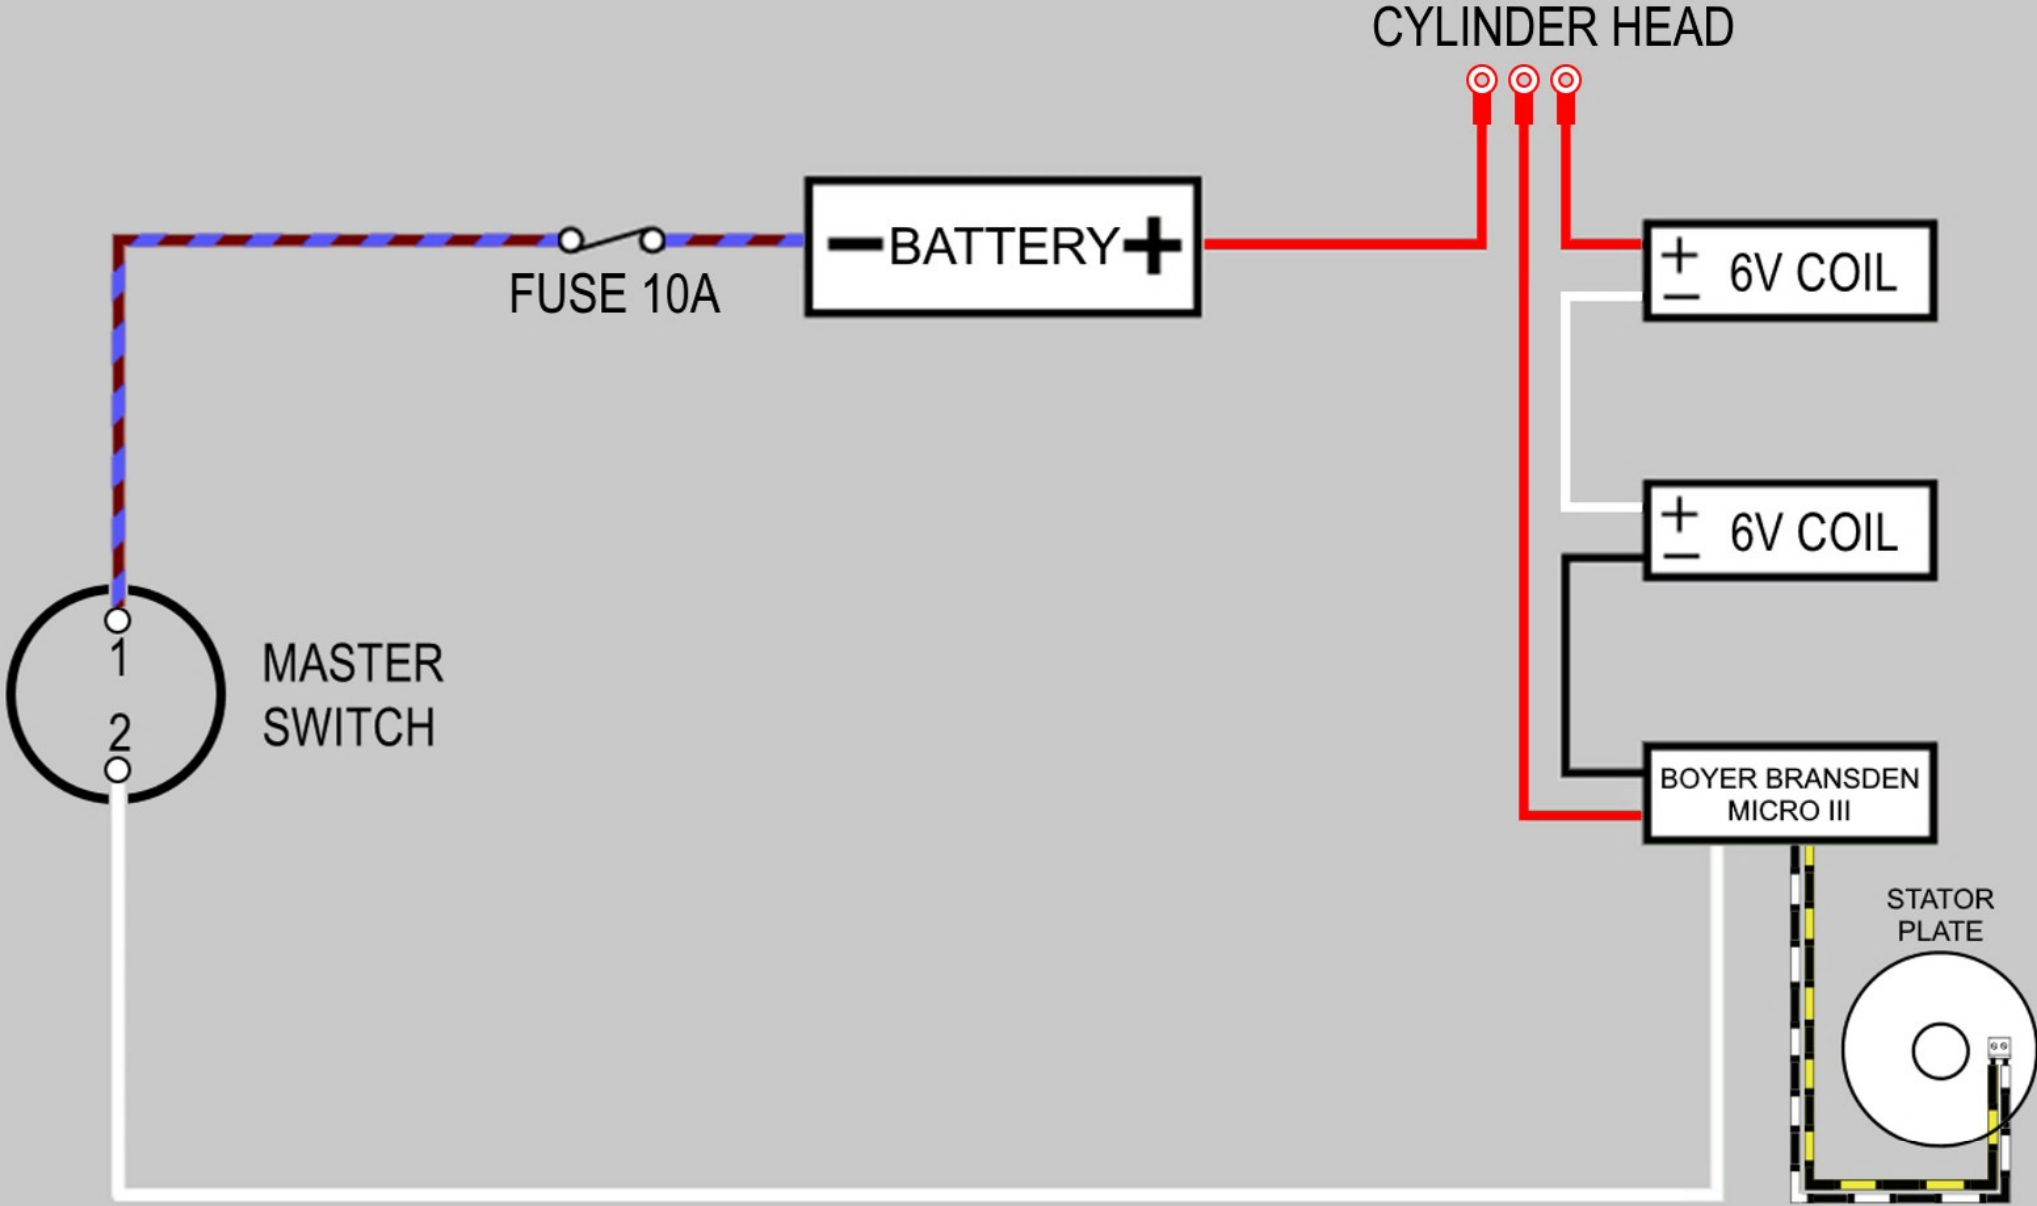 CYLINDER HEAD
− BATTERY +
FUSE 10A
+ 6V COIL
−
+ 6V COIL
−
1
2
MASTER
SWITCH
BOYER BRANSDEN
MICRO III
STATOR
PLATE